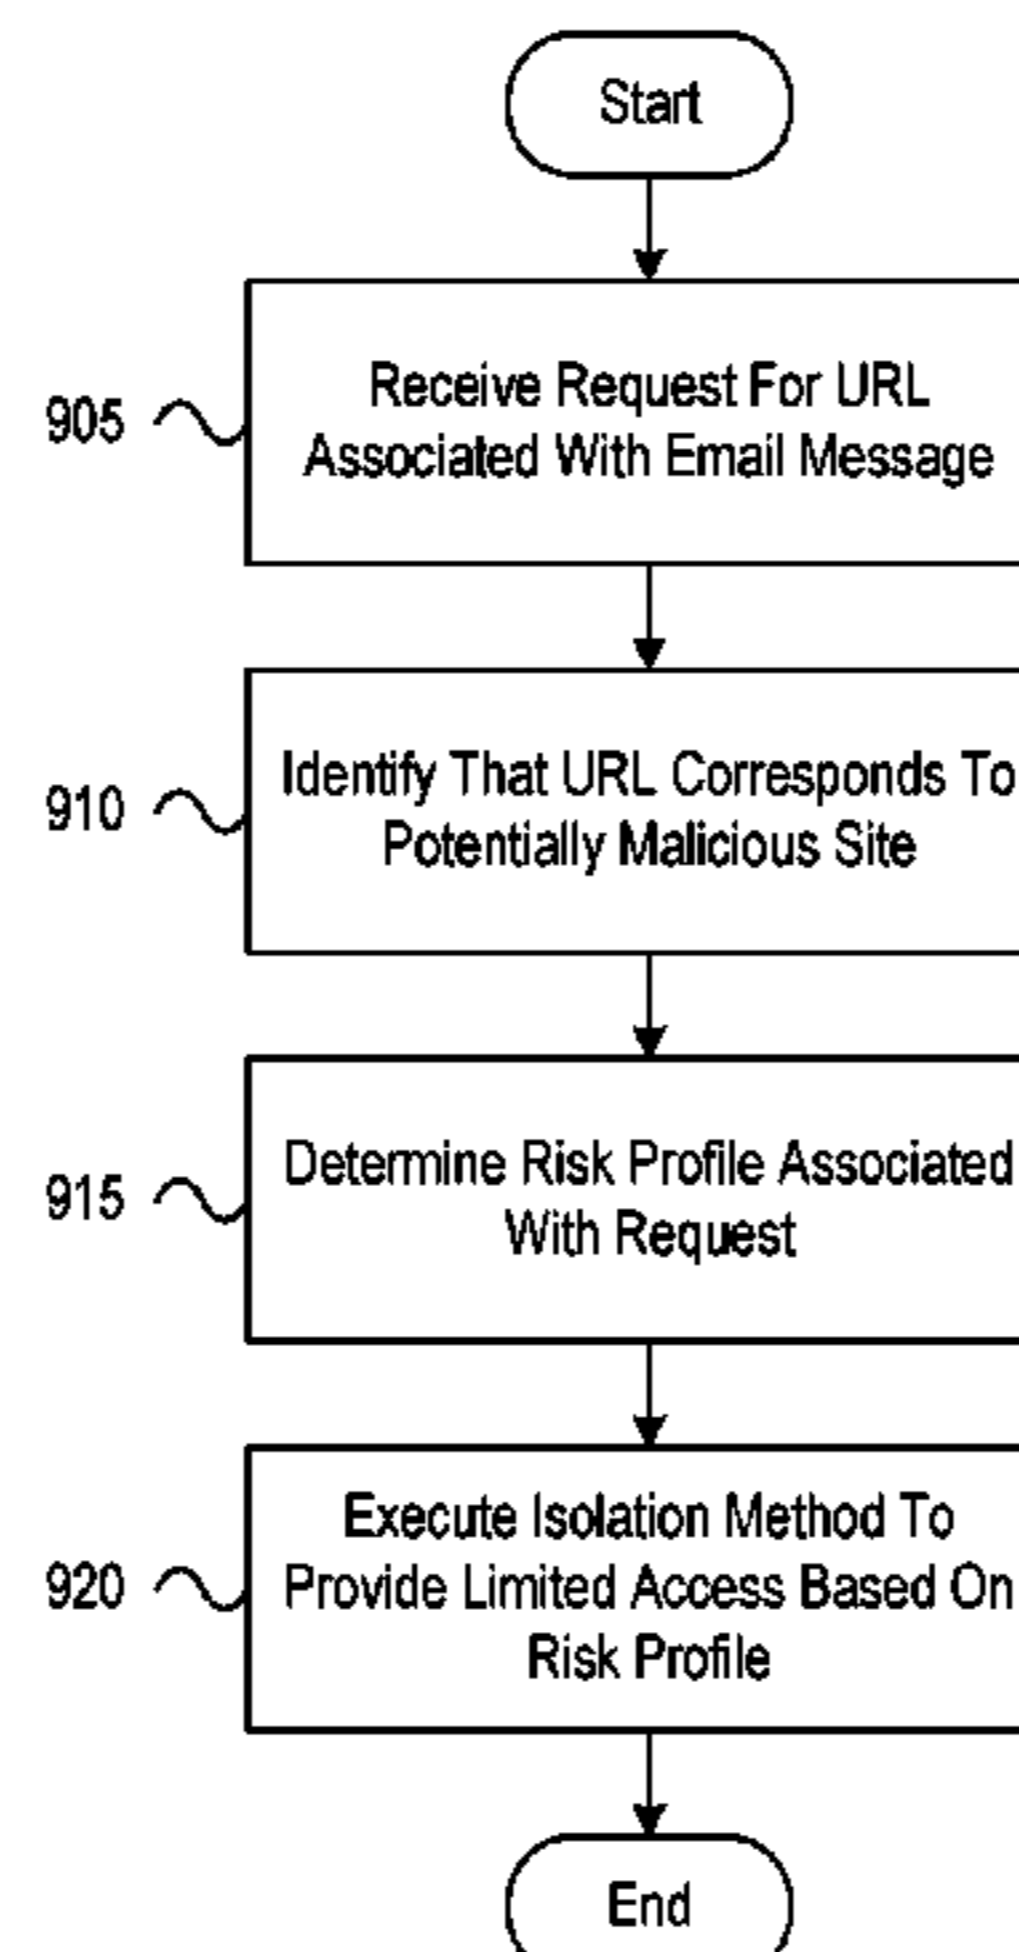 Start
905
Receive Request For URL
Associated With Email Message
910
Identify That URL Corresponds To
Potentially Malicious Site
915
Determine Risk Profile Associated
With Request
920
Execute Isolation Method To
Provide Limited Access Based On
Risk Profile
End